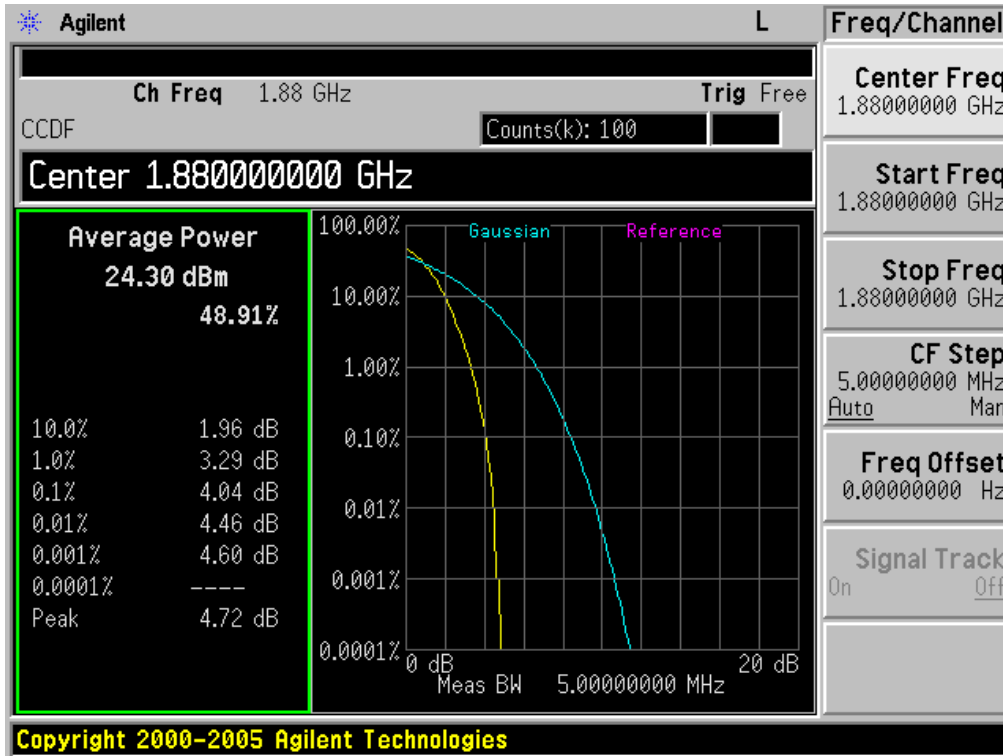 Agilent
L
Freq/Channel
Ch Freq 1.88 GHz
Trig Free
CCDF
Counts(k): 100
Center 1.880000000 GHz
Average Power
24.30 dBm
48.91%
10.0% 1.96 dB
1.0% 3.29 dB
0.1% 4.04 dB
0.01% 4.46 dB
0.001% 4.60 dB
0.0001% ----
Peak 4.72 dB
100.00%
10.00%
1.00%
0.10%
0.01%
0.001%
0.0001%
Gaussian
Reference
0 dB
20 dB
Meas BW 5.00000000 MHz
Center Freq
1.88000000 GHz
Start Freq
1.88000000 GHz
Stop Freq
1.88000000 GHz
CF Step
5.00000000 MHz
Auto Man
Freq Offset
0.00000000 Hz
Signal Track
On Off
Copyright 2000-2005 Agilent Technologies